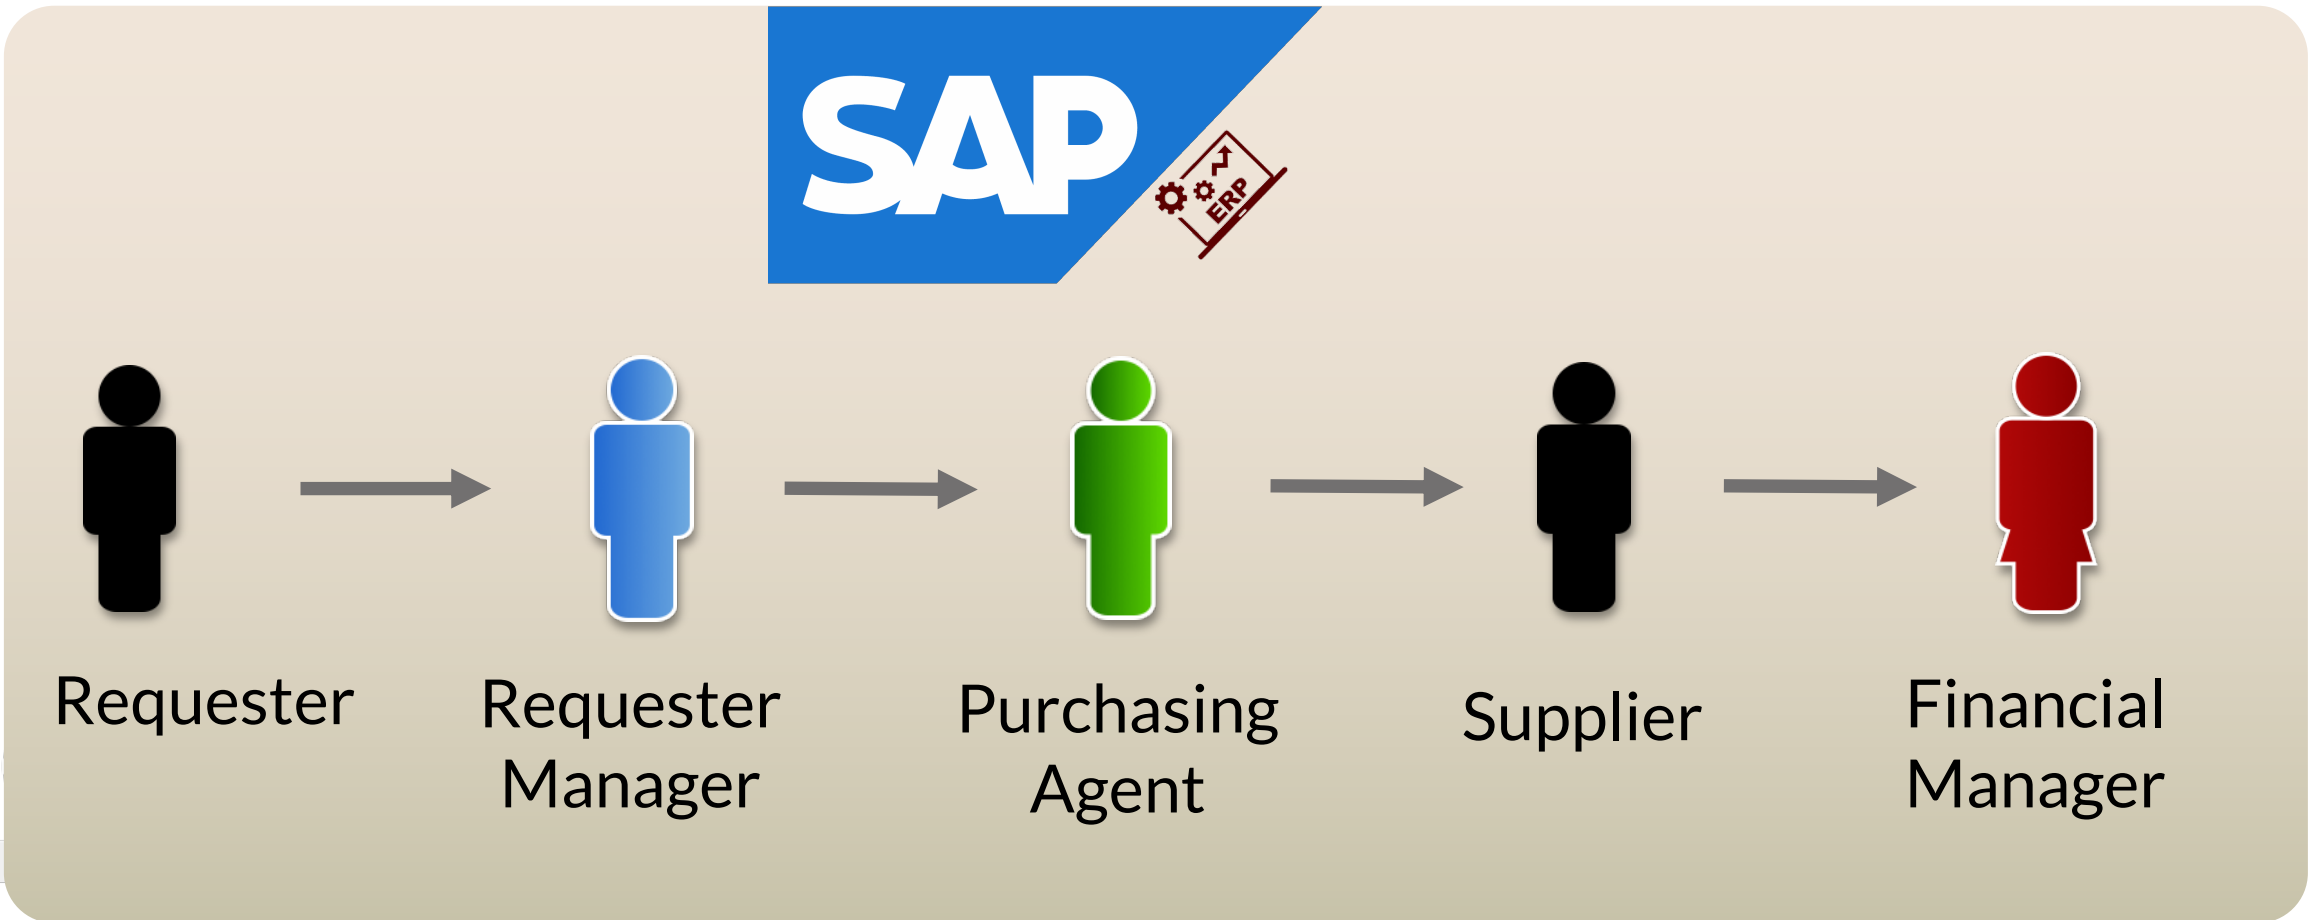 SAP
ERP
Requester
Requester
Manager
Purchasing
Agent
Supplier
Financial
Manager